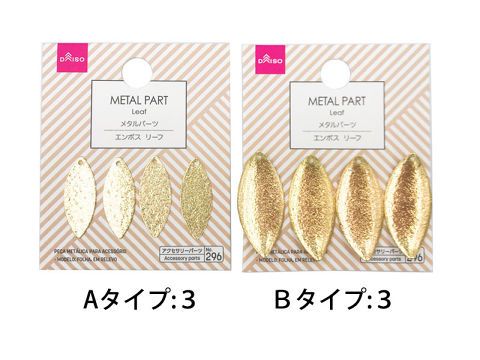 DAISO
METAL PART
Leaf
メタルパーツ
エンボス リーフ
PEÇA METÁLICA PARA ACESSÓRIO
MODELO: FOLHA, EM RELEVO
アクセサリーパーツ
Accessory parts
No.
296
DAISO
METAL PART
Leaf
メタルパーツ
エンボス リーフ
296
Aタイプ:3
Bタイプ:3